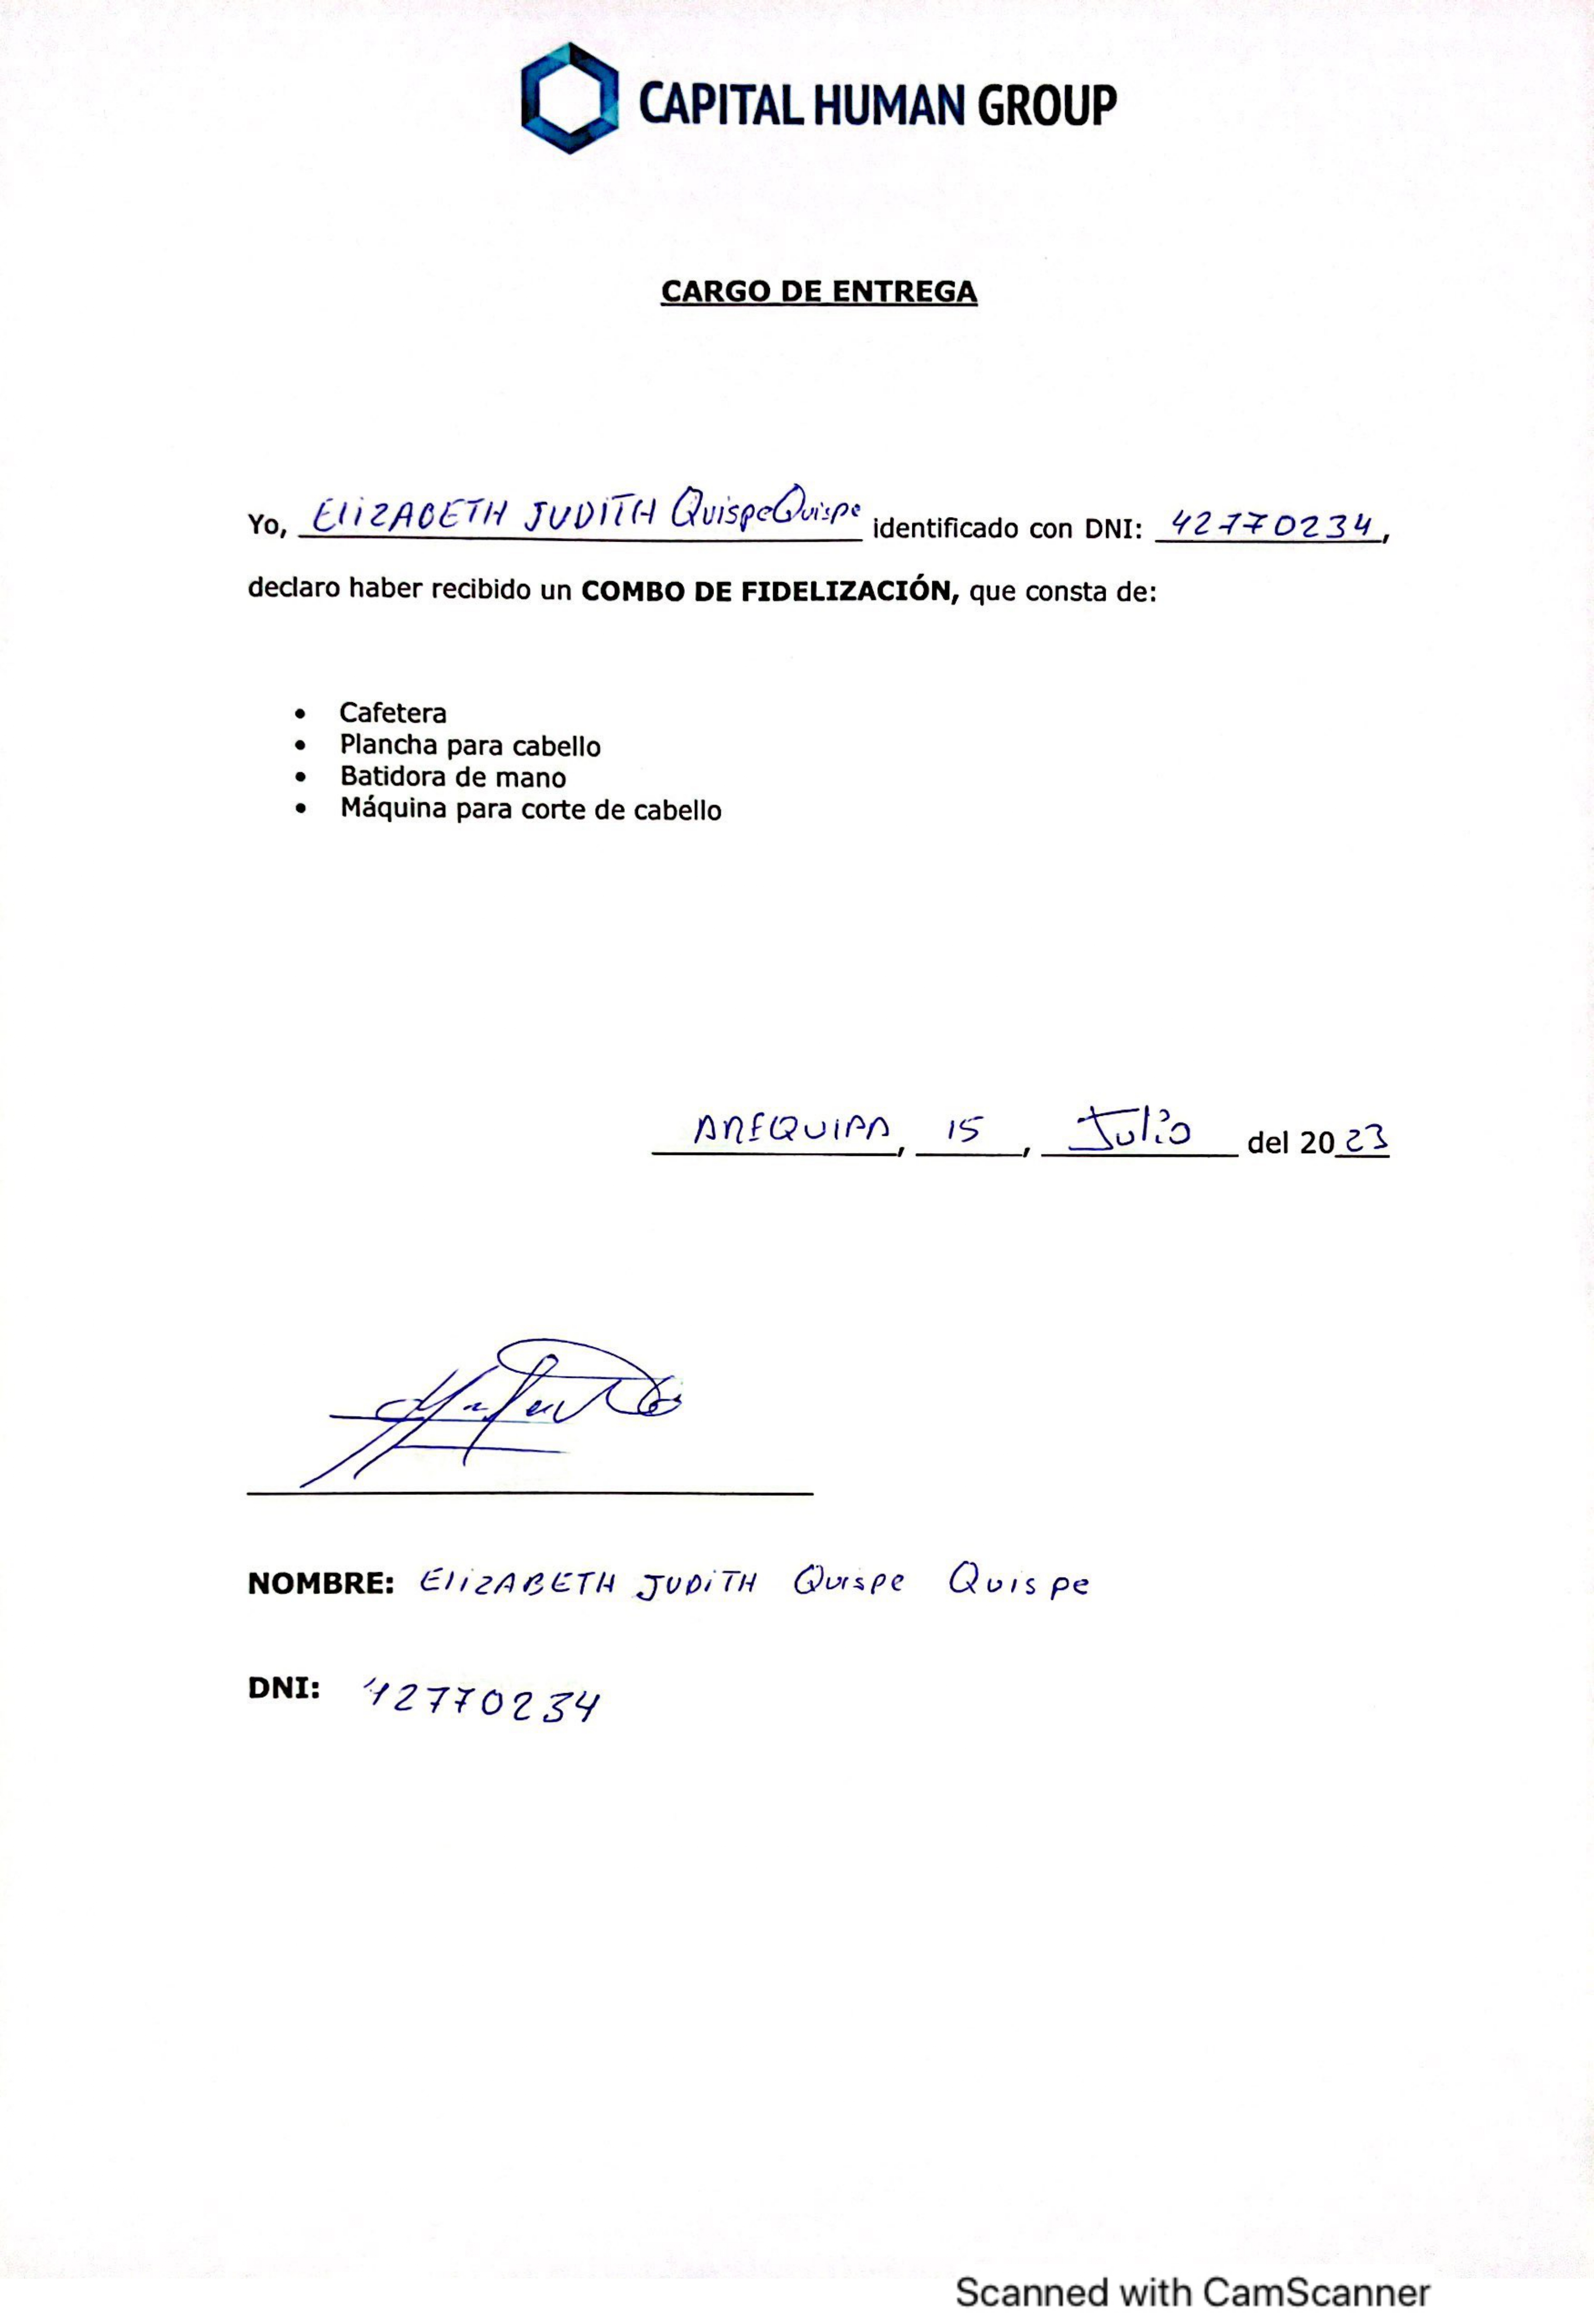 CAPITAL HUMAN GROUP
CARGO DE ENTREGA
Yo, EliZABETH JUDITH Quispe Quispe identificado con DNI: 42770234,
declaro haber recibido un COMBO DE FIDELIZACIÓN, que consta de:
• Cafetera
• Plancha para cabello
• Batidora de mano
• Máquina para corte de cabello
AREQUIPA, 15, Julio del 2023
NOMBRE: EliZABETH JUDiTH Quispe Quispe
DNI: 42770234
Scanned with CamScanner